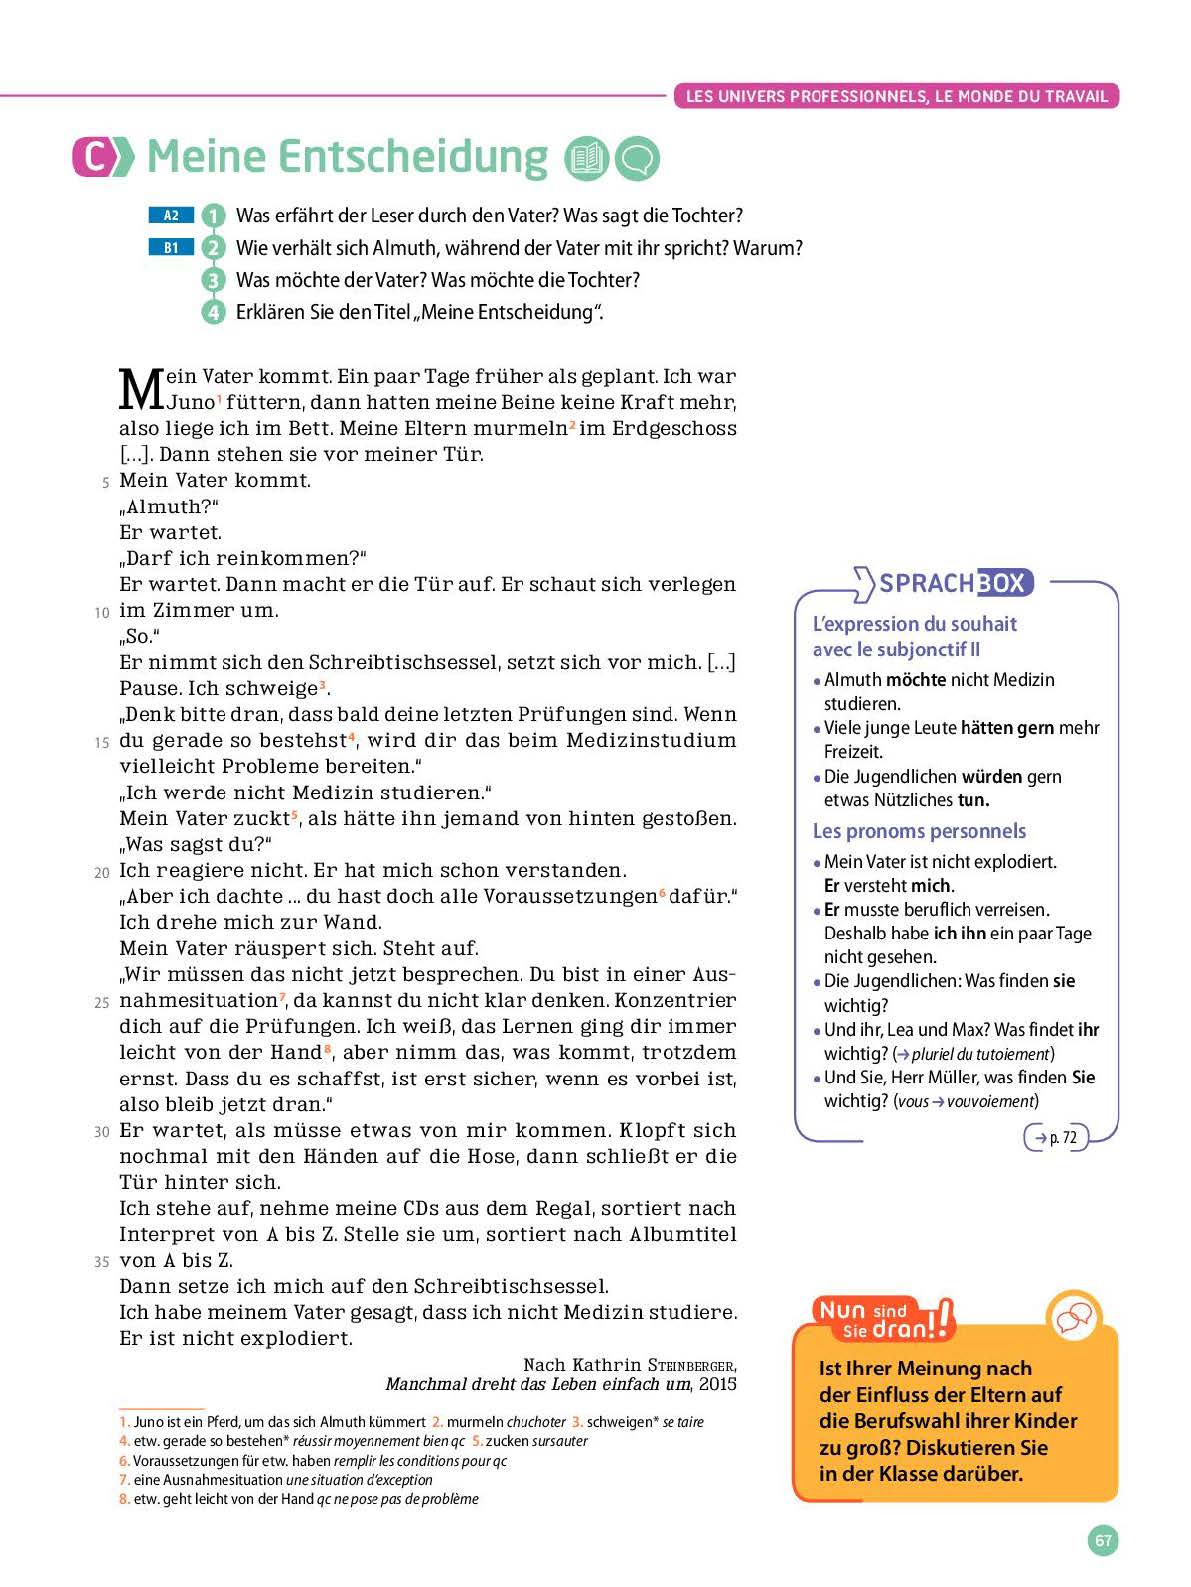 LES UNIVERS PROFESSIONNELS, LE MONDE DU TRAVAIL
C Meine Entscheidung
A2 1 Was erfährt der Leser durch den Vater? Was sagt die Tochter?
B1 2 Wie verhält sich Almuth, während der Vater mit ihr spricht? Warum?
3 Was möchte der Vater? Was möchte die Tochter?
4 Erklären Sie den Titel „Meine Entscheidung“.
Mein Vater kommt. Ein paar Tage früher als geplant. Ich war
Juno1 füttern, dann hatten meine Beine keine Kraft mehr,
also liege ich im Bett. Meine Eltern murmeln2 im Erdgeschoss
[...]. Dann stehen sie vor meiner Tür.
5 Mein Vater kommt.
„Almuth?“
Er wartet.
„Darf ich reinkommen?“
Er wartet. Dann macht er die Tür auf. Er schaut sich verlegen
10 im Zimmer um.
„So.“
Er nimmt sich den Schreibtischsessel, setzt sich vor mich. [...]
Pause. Ich schweige3.
„Denk bitte dran, dass bald deine letzten Prüfungen sind. Wenn
15 du gerade so bestehst4, wird dir das beim Medizinstudium
vielleicht Probleme bereiten.“
„Ich werde nicht Medizin studieren.“
Mein Vater zuckt5, als hätte ihn jemand von hinten gestoßen.
„Was sagst du?“
20 Ich reagiere nicht. Er hat mich schon verstanden.
„Aber ich dachte ... du hast doch alle Voraussetzungen6 dafür.“
Ich drehe mich zur Wand.
Mein Vater räuspert sich. Steht auf.
„Wir müssen das nicht jetzt besprechen. Du bist in einer Aus-
25 nahmesituation7, da kannst du nicht klar denken. Konzentrier
dich auf die Prüfungen. Ich weiß, das Lernen ging dir immer
leicht von der Hand8, aber nimm das, was kommt, trotzdem
ernst. Dass du es schaffst, ist erst sicher, wenn es vorbei ist,
also bleib jetzt dran.“
30 Er wartet, als müsse etwas von mir kommen. Klopft sich
nochmal mit den Händen auf die Hose, dann schließt er die
Tür hinter sich.
Ich stehe auf, nehme meine CDs aus dem Regal, sortiert nach
Interpret von A bis Z. Stelle sie um, sortiert nach Albumtitel
35 von A bis Z.
Dann setze ich mich auf den Schreibtischsessel.
Ich habe meinem Vater gesagt, dass ich nicht Medizin studiere.
Er ist nicht explodiert.
Nach Kathrin STEINBERGER,
Manchmal dreht das Leben einfach um, 2015
1. Juno ist ein Pferd, um das sich Almuth kümmert 2. murmeln chuchoter 3. schweigen* se taire
4. etw. gerade so bestehen* réussir moyennement bien qc 5. zucken sursauter
6. Voraussetzungen für etw. haben remplir les conditions pour qc
7. eine Ausnahmesituation une situation d'exception
8. etw. geht leicht von der Hand qc ne pose pas de problème
SPRACHBOX
L'expression du souhait
avec le subjonctif II
• Almuth möchte nicht Medizin
studieren.
• Viele junge Leute hätten gern mehr
Freizeit.
• Die Jugendlichen würden gern
etwas Nützliches tun.
Les pronoms personnels
• Mein Vater ist nicht explodiert.
Er versteht mich.
• Er musste beruflich verreisen.
Deshalb habe ich ihn ein paar Tage
nicht gesehen.
• Die Jugendlichen: Was finden sie
wichtig?
• Und ihr, Lea und Max? Was findet ihr
wichtig? (→ pluriel du tutoiement)
• Und Sie, Herr Müller, was finden Sie
wichtig? (vous → vouvoiement)
→ p. 72
Nun sind
Sie dran!!
Ist Ihrer Meinung nach
der Einfluss der Eltern auf
die Berufswahl ihrer Kinder
zu groß? Diskutieren Sie
in der Klasse darüber.
67